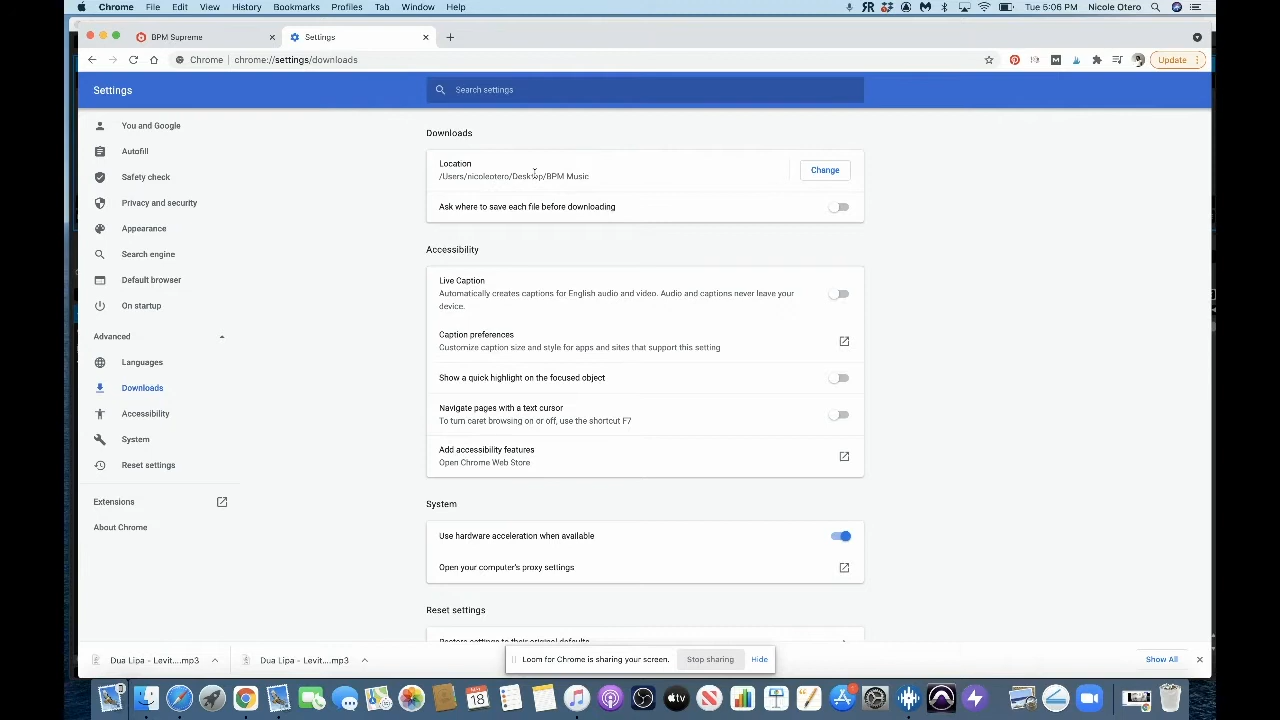 Chrome File Edit View History Bookmarks Profiles Tab Window Help Tue 5:06 PM Nicole Otero
BPM Supreme
Settings
Chrome | chrome://settings/downloads
Update
Settings
Search settings
You and Google
Autofill
Safety check
Privacy and security
Appearance
Search engine
Default browser
On startup
Advanced
Languages
Downloads
Accessibility
System
Reset settings
Extensions
About Chrome
Downloads
Location
/Users/nicoleotero/Desktop/BPM Music
Change
Ask where to save each file before downloading
Accessibility
Live Caption
Automatically creates captions for English audio and video. Audio and captions never leave your
device.
Caption preferences
Customize caption size and style for apps and sites that support this setting
Show a quick highlight on the focused object
Navigate pages with a text cursor
To turn caret browsing on or off, use the shortcut F7
Add accessibility features
Open Chrome Web Store
System
Use hardware acceleration when available
Open your computer's proxy settings
Reset settings
Restore settings to their original defaults
Dua Lipa - Levit....mp3
Dua Lipa - Levit
Loom for Chrome is sharing your screen.
Stop sharing
Hide
Show All
tv